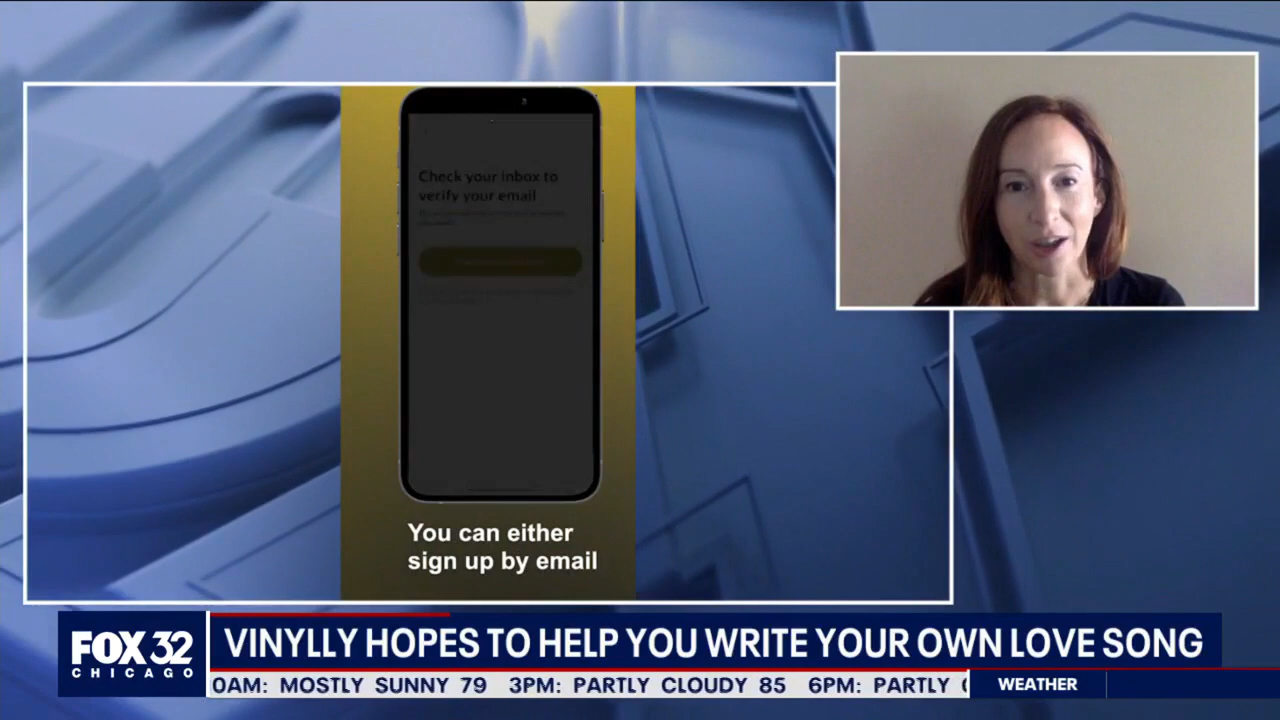 Check your inbox to
verify your email
You can either
sign up by email
FOX 32
CHICAGO
VINYLLY HOPES TO HELP YOU WRITE YOUR OWN LOVE SONG
0AM: MOSTLY SUNNY 79 3PM: PARTLY CLOUDY 85 6PM: PARTLY
WEATHER